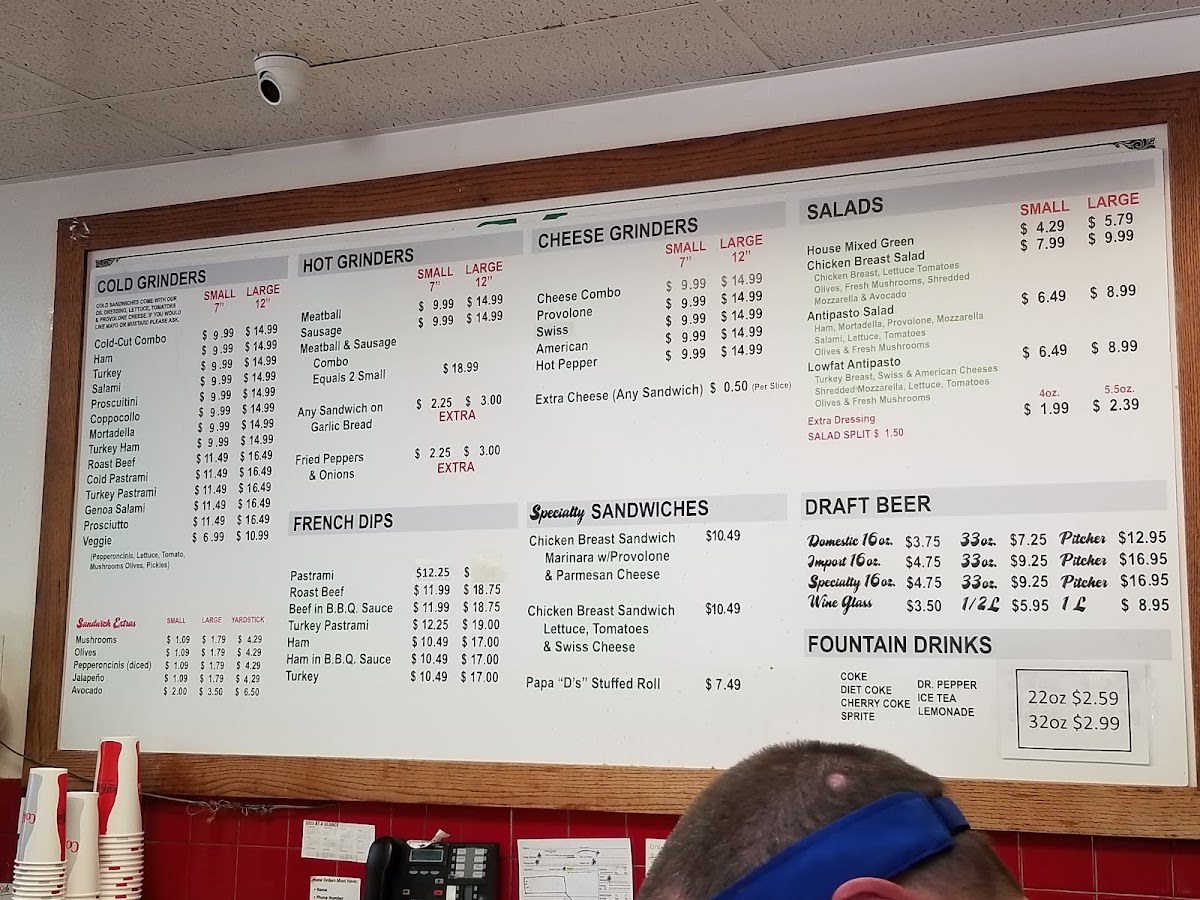 COLD GRINDERS
COLD SANDWICHES COME WITH OUR
OIL DRESSING, LETTUCE, TOMATOES
& PROVOLONE CHEESE. IF YOU WOULD
LIKE MAYO OR MUSTARD PLEASE ASK.
SMALL LARGE
7" 12"
Cold-Cut Combo $ 9.99 $ 14.99
Ham $ 9.99 $ 14.99
Turkey $ 9.99 $ 14.99
Salami $ 9.99 $ 14.99
Proscuitini $ 9.99 $ 14.99
Coppocollo $ 9.99 $ 14.99
Mortadella $ 9.99 $ 14.99
Turkey Ham $ 9.99 $ 14.99
Roast Beef $ 11.49 $ 16.49
Cold Pastrami $ 11.49 $ 16.49
Turkey Pastrami $ 11.49 $ 16.49
Genoa Salami $ 11.49 $ 16.49
Prosciutto $ 11.49 $ 16.49
Veggie $ 6.99 $ 10.99
(Pepperoncinis, Lettuce, Tomato,
Mushrooms Olives, Pickles)
Sandwich Extras SMALL LARGE YARDSTICK
Mushrooms $ 1.09 $ 1.79 $ 4.29
Olives $ 1.09 $ 1.79 $ 4.29
Pepperoncinis (diced) $ 1.09 $ 1.79 $ 4.29
Jalapeño $ 1.09 $ 1.79 $ 4.29
Avocado $ 2.00 $ 3.50 $ 6.50
HOT GRINDERS
SMALL LARGE
7" 12"
Meatball $ 9.99 $ 14.99
Sausage $ 9.99 $ 14.99
Meatball & Sausage
Combo
Equals 2 Small $ 18.99
Any Sandwich on $ 2.25 $ 3.00
Garlic Bread EXTRA
Fried Peppers $ 2.25 $ 3.00
& Onions EXTRA
FRENCH DIPS
Pastrami $12.25 $
Roast Beef $ 11.99 $ 18.75
Beef in B.B.Q. Sauce $ 11.99 $ 18.75
Turkey Pastrami $ 12.25 $ 19.00
Ham $ 10.49 $ 17.00
Ham in B.B.Q. Sauce $ 10.49 $ 17.00
Turkey $ 10.49 $ 17.00
CHEESE GRINDERS
SMALL LARGE
7" 12"
Cheese Combo $ 9.99 $ 14.99
Provolone $ 9.99 $ 14.99
Swiss $ 9.99 $ 14.99
American $ 9.99 $ 14.99
Hot Pepper $ 9.99 $ 14.99
Extra Cheese (Any Sandwich) $ 0.50 (Per Slice)
Specialty SANDWICHES
Chicken Breast Sandwich $10.49
Marinara w/Provolone
& Parmesan Cheese
Chicken Breast Sandwich $10.49
Lettuce, Tomatoes
& Swiss Cheese
Papa "D's" Stuffed Roll $ 7.49
SALADS
SMALL LARGE
House Mixed Green $ 4.29 $ 5.79
Chicken Breast Salad $ 7.99 $ 9.99
Chicken Breast, Lettuce Tomatoes
Olives, Fresh Mushrooms, Shredded
Mozzarella & Avocado
Antipasto Salad $ 6.49 $ 8.99
Ham, Mortadella, Provolone, Mozzarella
Salami, Lettuce, Tomatoes
Olives & Fresh Mushrooms
Lowfat Antipasto $ 6.49 $ 8.99
Turkey Breast, Swiss & American Cheeses
Shredded Mozzarella, Lettuce, Tomatoes
Olives & Fresh Mushrooms
4oz. 5.5oz.
Extra Dressing $ 1.99 $ 2.39
SALAD SPLIT $ 1.50
DRAFT BEER
Domestic 16oz. $3.75 33oz. $7.25 Pitcher $12.95
Import 16oz. $4.75 33oz. $9.25 Pitcher $16.95
Specialty 16oz. $4.75 33oz. $9.25 Pitcher $16.95
Wine Glass $3.50 1/2L $5.95 1 L $ 8.95
FOUNTAIN DRINKS
COKE
DIET COKE
CHERRY COKE
SPRITE
DR. PEPPER
ICE TEA
LEMONADE
22oz $2.59
32oz $2.99
2023 AT A GLANCE
Phone Orders Must Have:
• Name
• Phone Number